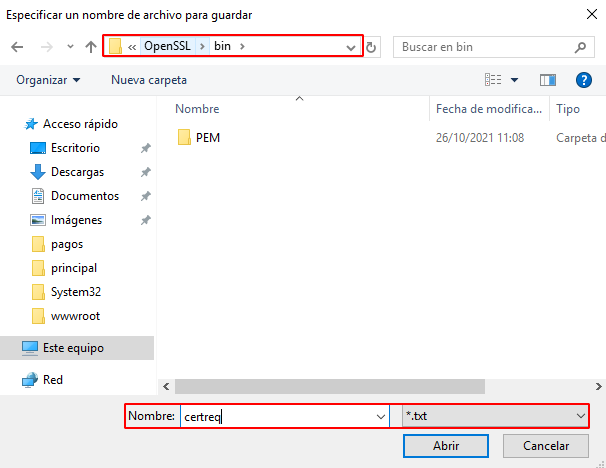 Especificar un nombre de archivo para guardar
« OpenSSL > bin >
Buscar en bin
Organizar
Nueva carpeta
?
Nombre
Fecha de modifica...
Tipo
PEM
26/10/2021 11:08
Carpeta d
Acceso rápido
Escritorio
Descargas
Documentos
Imágenes
pagos
principal
System32
wwwroot
Este equipo
Red
Nombre:
certreq
*.txt
Abrir
Cancelar